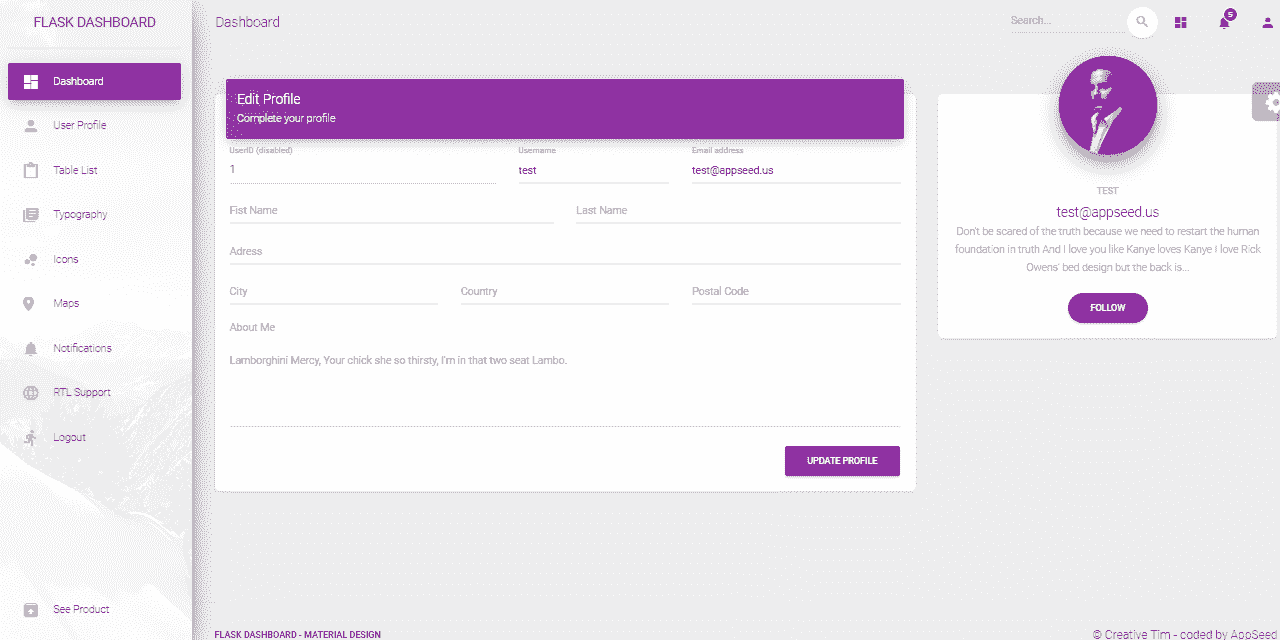 FLASK DASHBOARD
Dashboard
User Profile
Table List
Typography
Icons
Maps
Notifications
RTL Support
Logout
See Product
Dashboard
Search...
5
Edit Profile
Complete your profile
UserID (disabled)
Username
Email address
1
test
test@appseed.us
Fist Name
Last Name
Adress
City
Country
Postal Code
About Me
Lamborghini Mercy, Your chick she so thirsty, I'm in that two seat Lambo.
UPDATE PROFILE
TEST
test@appseed.us
Don't be scared of the truth because we need to restart the human
foundation in truth And I love you like Kanye loves Kanye I love Rick
Owens' bed design but the back is...
FOLLOW
FLASK DASHBOARD - MATERIAL DESIGN
© Creative Tim - coded by AppSeed